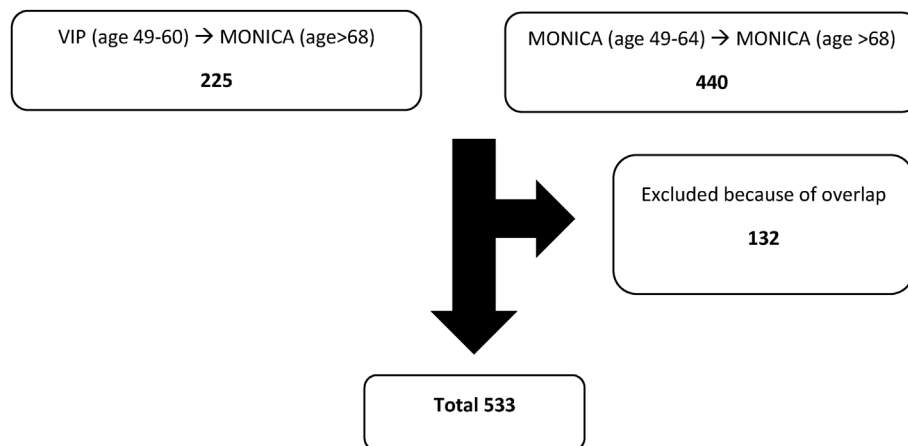 VIP (age 49-60) → MONICA (age>68)
225
MONICA (age 49-64) → MONICA (age >68)
440
Excluded because of overlap
132
Total 533